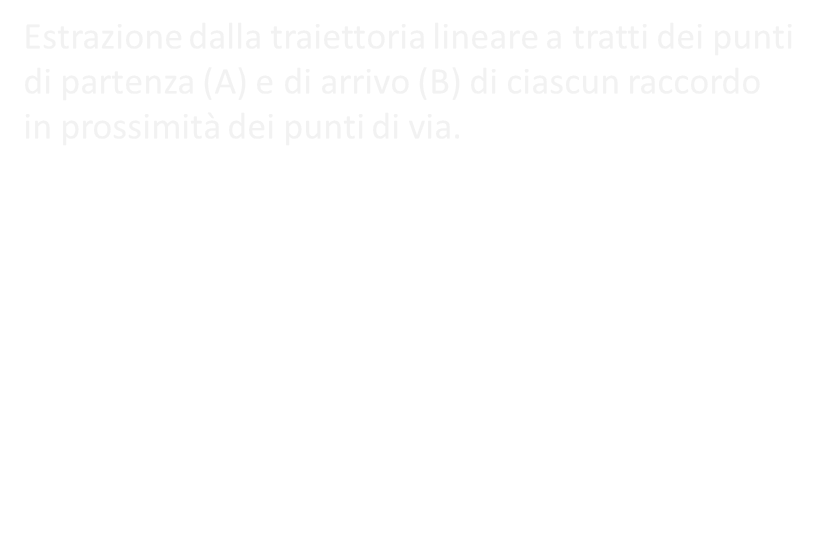 Estrazione dalla traiettoria lineare a tratti dei punti
di partenza (A) e di arrivo (B) di ciascun raccordo
in prossimità dei punti di via.